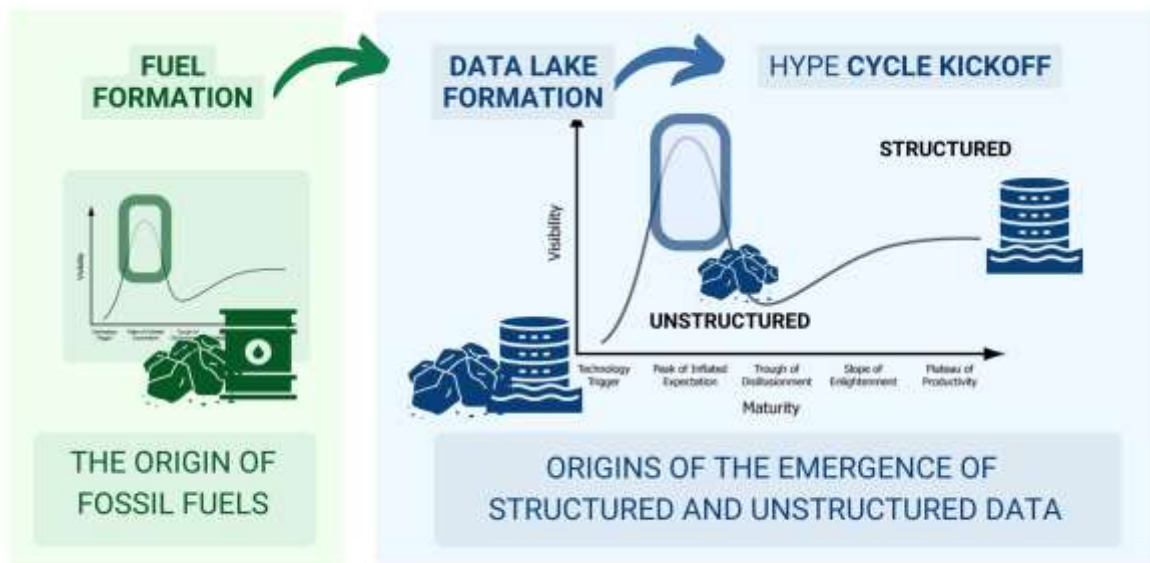 FUEL
FORMATION
DATA LAKE
FORMATION
HYPE CYCLE KICKOFF
STRUCTURED
Visibility
Visibility
UNSTRUCTURED
Technology
Trigger
Peak of Inflated
Expectation
Trough of
Disillusionment
Slope of
Enlightenment
Plateau of
Productivity
Maturity
THE ORIGIN OF
FOSSIL FUELS
ORIGINS OF THE EMERGENCE OF
STRUCTURED AND UNSTRUCTURED DATA